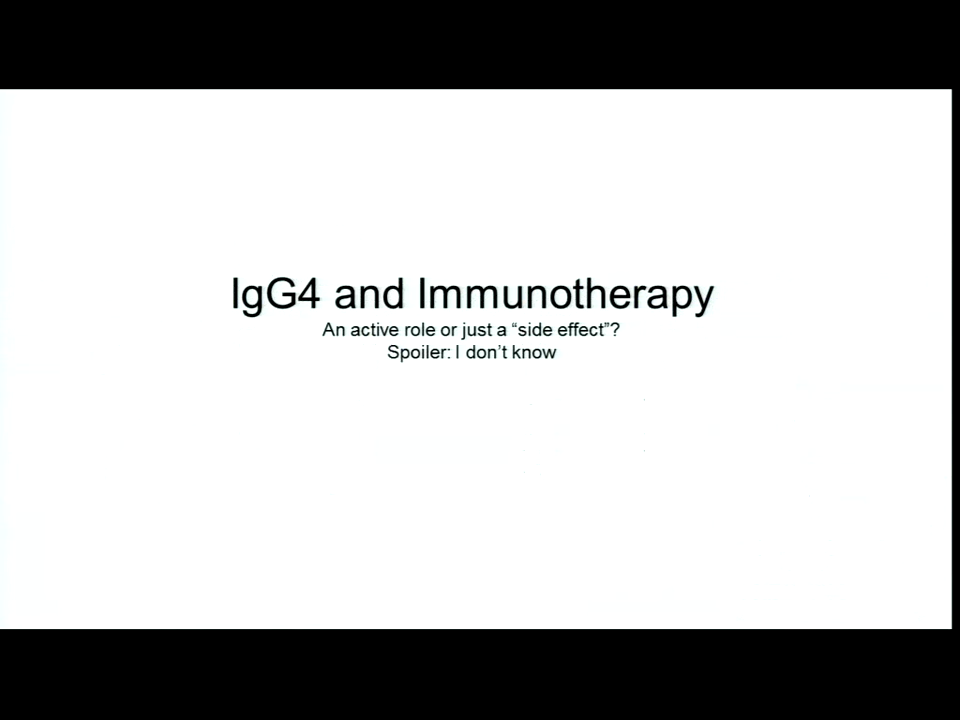 IgG4 and Immunotherapy
An active role or just a “side effect”?
Spoiler: I don’t know